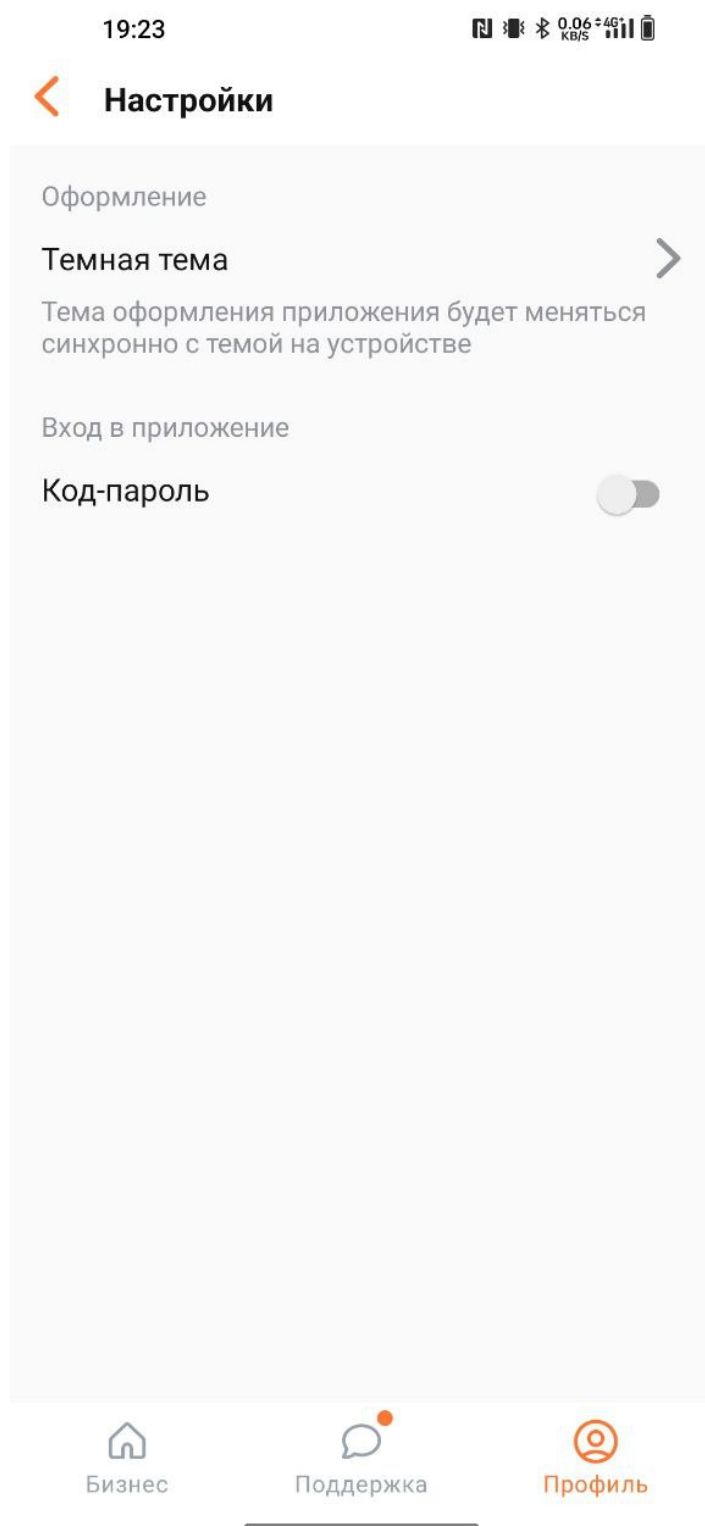 19:23
0.06 KB/S 4G+
Настройки
Оформление
Темная тема
Тема оформления приложения будет меняться
синхронно с темой на устройстве
Вход в приложение
Код-пароль
Бизнес Поддержка Профиль